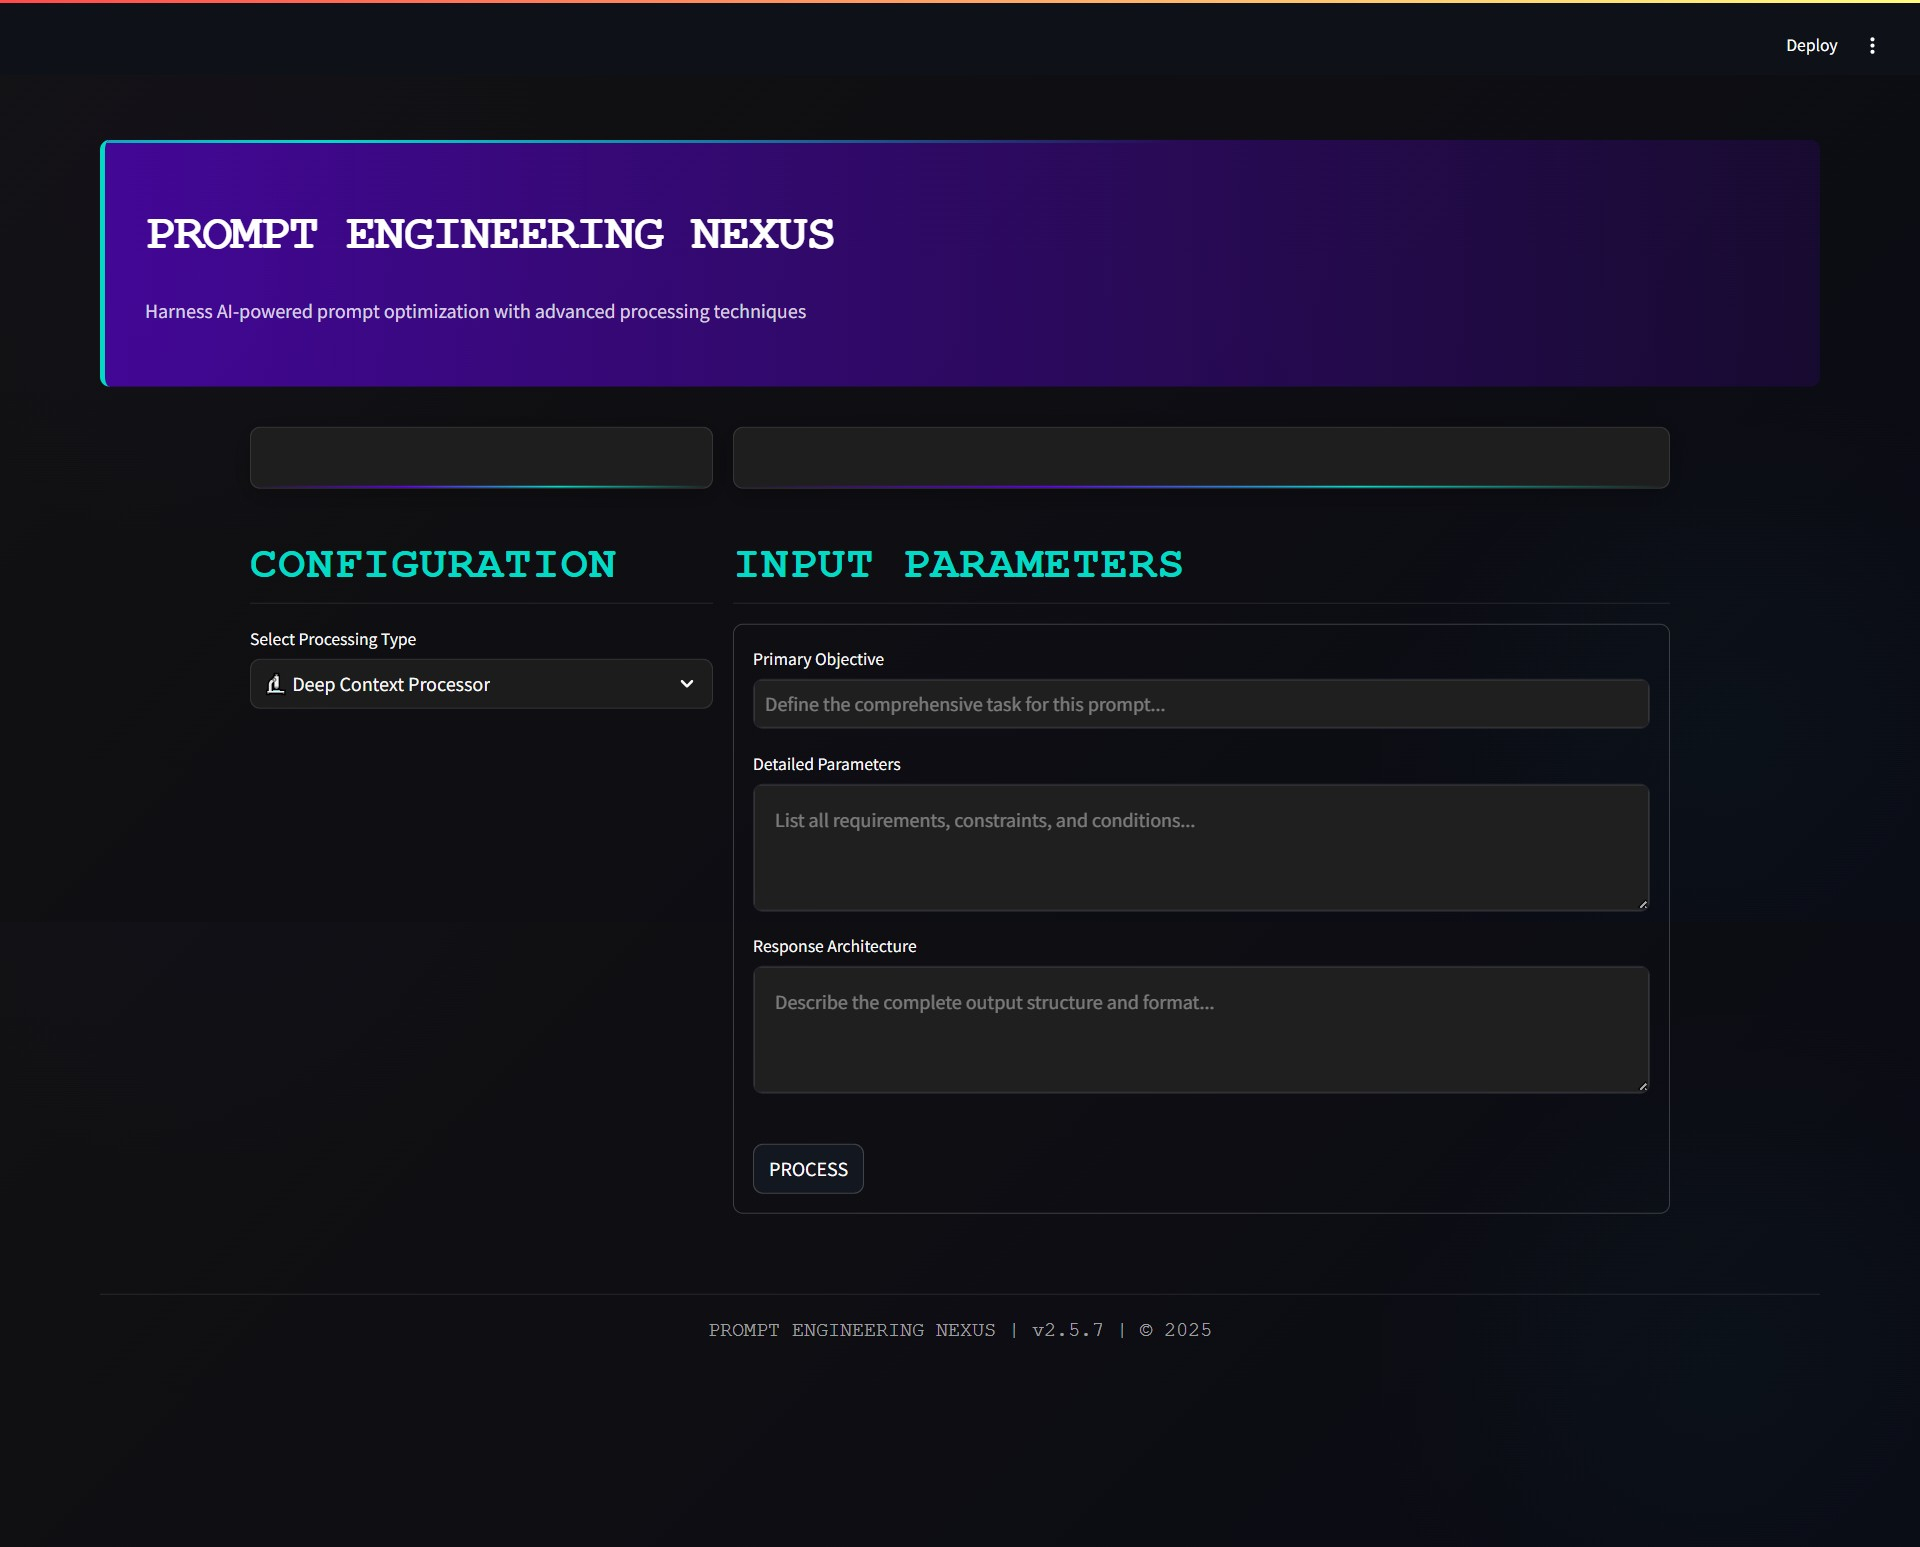 Deploy
PROMPT ENGINEERING NEXUS
Harness AI-powered prompt optimization with advanced processing techniques
CONFIGURATION
Select Processing Type
🔬 Deep Context Processor
INPUT PARAMETERS
Primary Objective
Define the comprehensive task for this prompt...
Detailed Parameters
List all requirements, constraints, and conditions...
Response Architecture
Describe the complete output structure and format...
PROCESS
PROMPT ENGINEERING NEXUS | v2.5.7 | © 2025